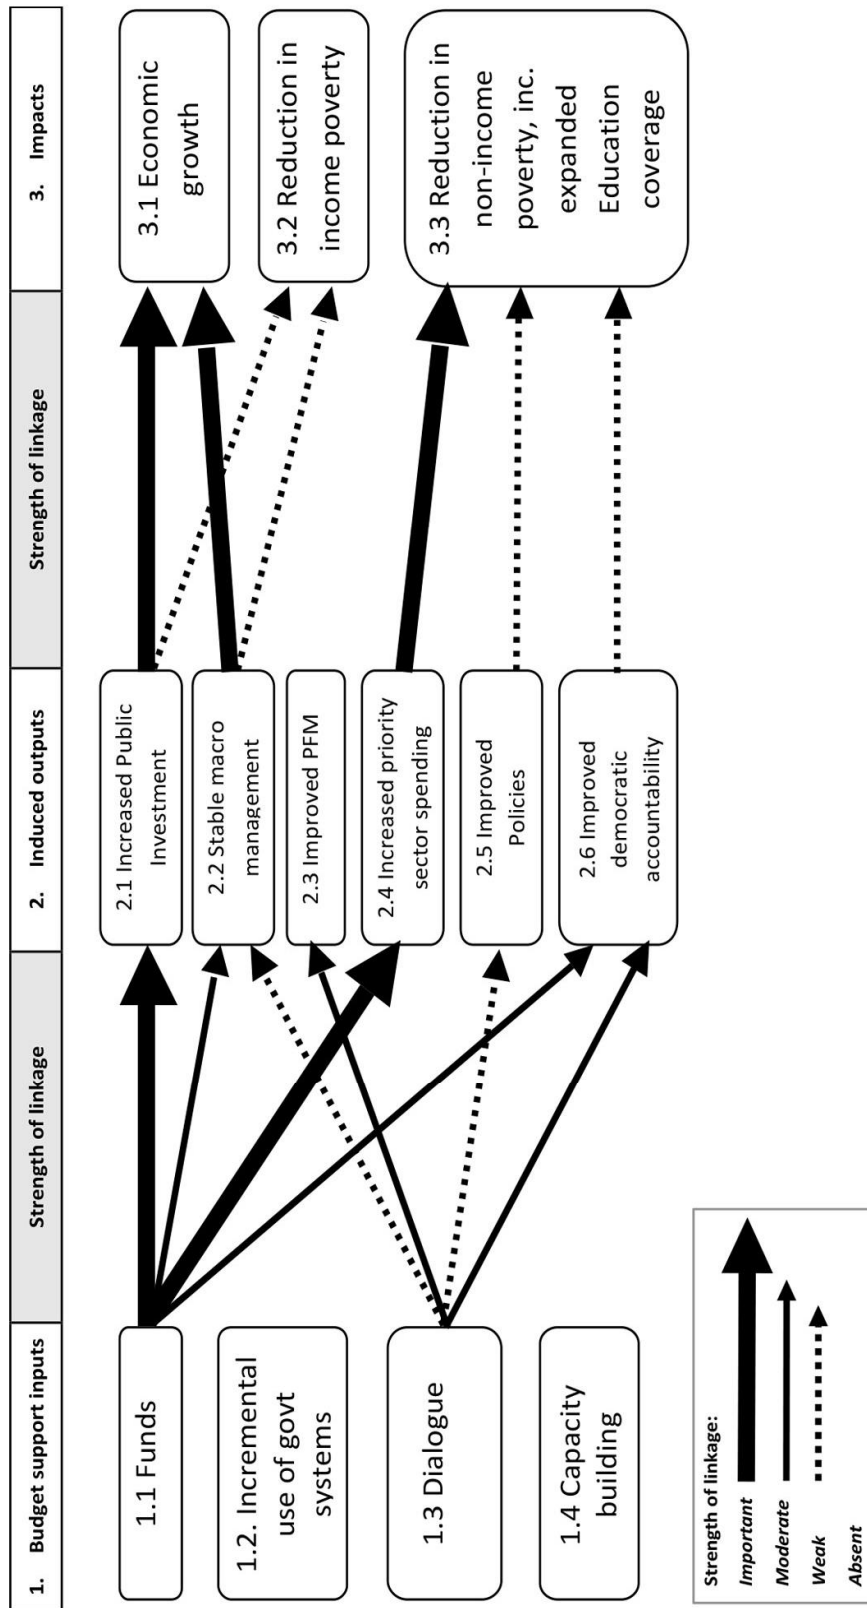 1. Budget support inputs
Strength of linkage
2. Induced outputs
Strength of linkage
3. Impacts
1.1 Funds
1.2. Incremental
use of govt
systems
1.3 Dialogue
1.4 Capacity
building
2.1 Increased Public
Investment
2.2 Stable macro
management
2.3 Improved PFM
2.4 Increased priority
sector spending
2.5 Improved
Policies
2.6 Improved
democratic
accountability
3.1 Economic
growth
3.2 Reduction in
income poverty
3.3 Reduction in
non-income
poverty, inc.
expanded
Education
coverage
Strength of linkage:
Important
Moderate
Weak
Absent